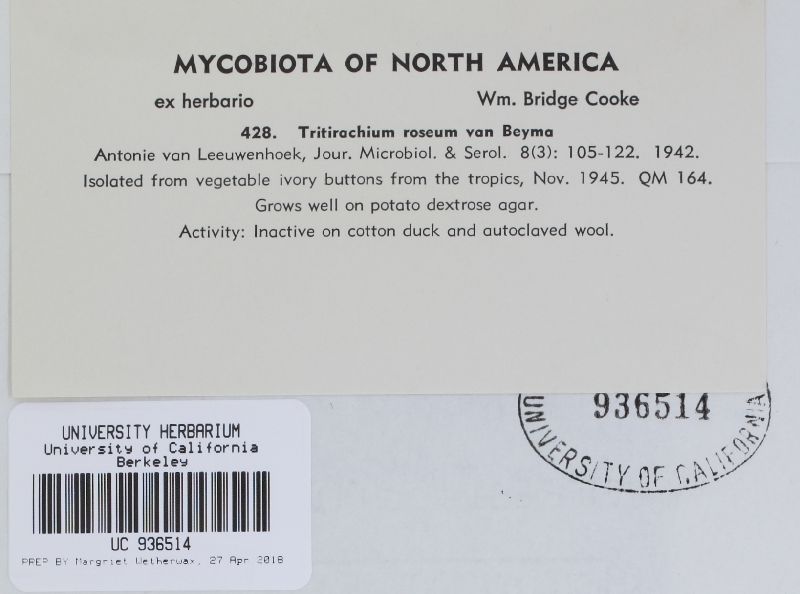 MYCOBIOTA OF NORTH AMERICA
ex herbario Wm. Bridge Cooke
428. Tritirachium roseum van Beyma
Antonie van Leeuwenhoek, Jour. Microbiol. & Serol. 8(3): 105-122. 1942.
Isolated from vegetable ivory buttons from the tropics, Nov. 1945. QM 164.
Grows well on potato dextrose agar.
Activity: Inactive on cotton duck and autoclaved wool.
936514
UNIVERSITY OF CALIFORNIA
UNIVERSITY HERBARIUM
University of California
Berkeley
UC 936514
PREP BY Margriet Wetherwax, 27 Apr 2018